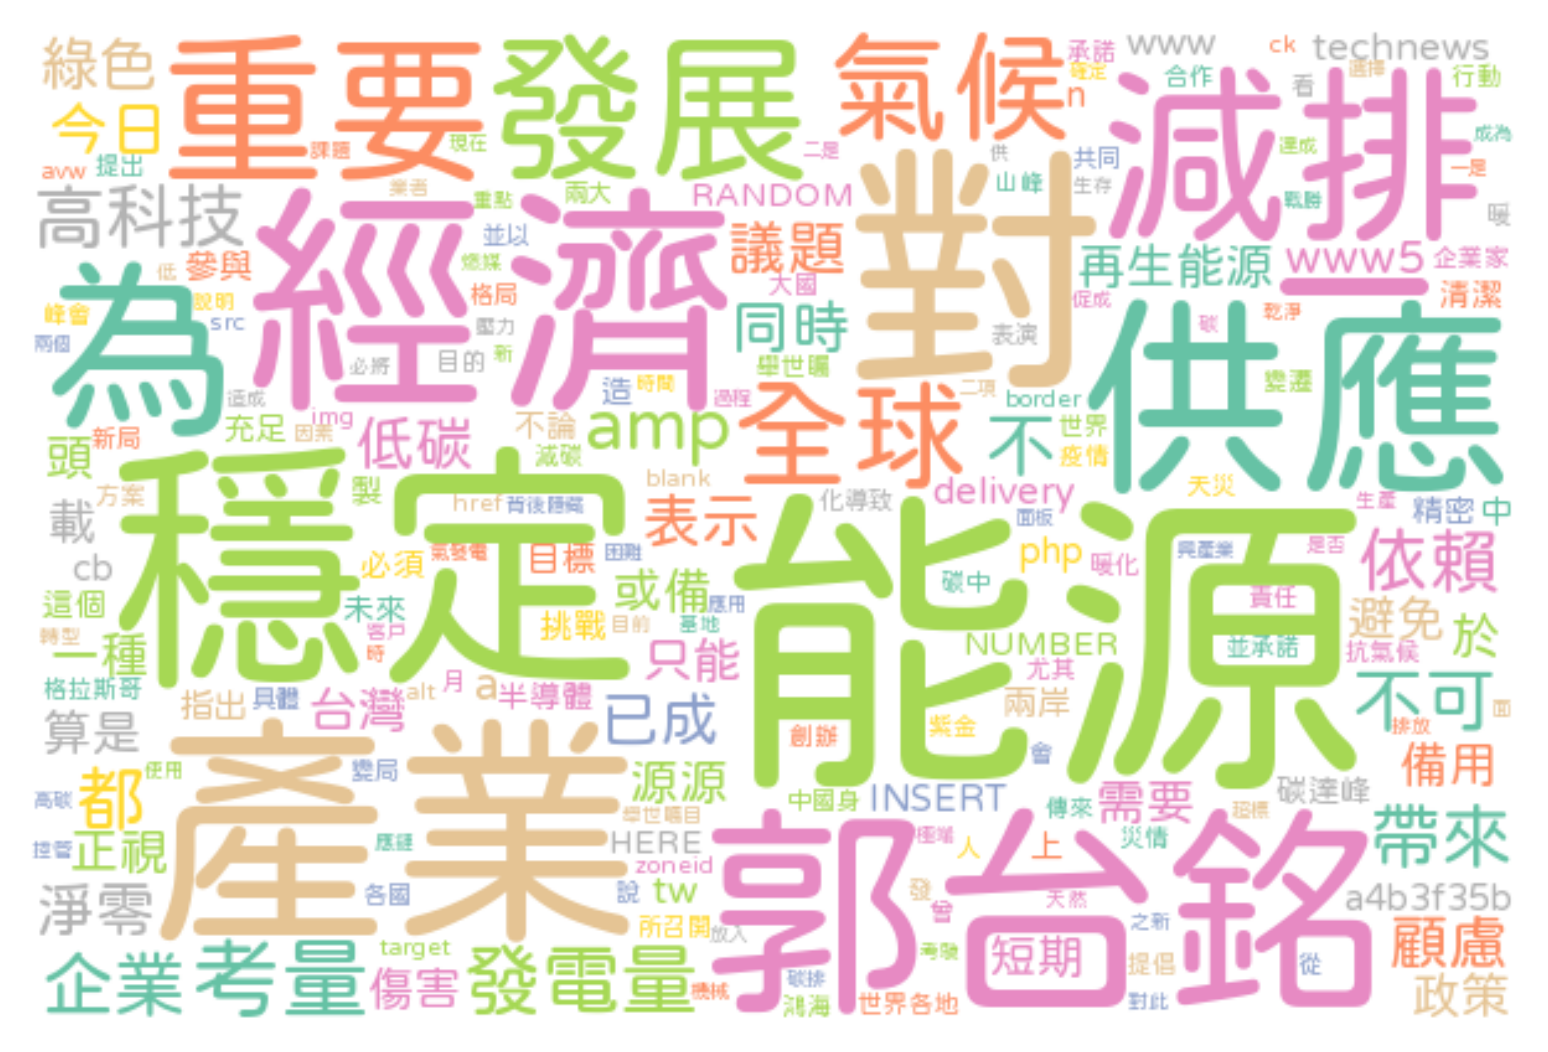 綠色
重要
發展
氣候
承諾
www
ck
technews
今日
確定
n
合作
看
選擇
行動
減排
avw
提出
課題
現在
二是
供
共同
達成
成為
一是
高科技
業者
重點
兩大
RANDOM
對
山峰
生存
戰勝
暖
經濟
並以
議題
再生能源
www5
企業家
低
參與
燃媒
大國
為
格局
促成
一
清潔
峰會
說明
src
壓力
同時
表演
碳
乾淨
供應
兩個
必將
目的
新
舉世矚
造成
造
時間
過程
全球
二項
border
變遷
img
低碳
不論
amp
不
世界
頭
新局
充足
因素
減碳
疫情
穩定
方案
製
href
背後隱藏
blank
表示
化導致
delivery
天災
生產
精密
中
載
能源
面板
cb
必須
氣發電
目標
困難
php
暖化
興產業
是否
依賴
這個
未來
或備
應用
碳中
責任
避免
轉型
一種
客戶
時
挑戰
目前
基地
NUMBER
並承諾
抗氣候
於
格拉斯哥
只能
尤其
指出
具體
台灣
alt
月
a
半導體
已成
兩岸
不可
算是
創辦
紫金
排放
產業
會
備用
都
使用
變局
源源
高碳
中國身
INSERT
傳來
需要
碳達峰
超標
舉世矚目
郭台銘
帶來
控管
正視
應鏈
HERE
極端
人
上
災情
zoneid
淨零
各國
說
tw
發
曾
天然
a4b3f35b
所召開
放入
之新
企業
考量
target
傷害
發電量
機械
考驗
短期
提倡
從
顧慮
碳排
鴻海
世界各地
對此
政策